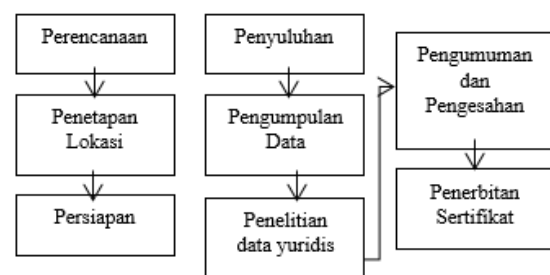 Perencanaan
Penetapan
Lokasi
Persiapan
Penyuluhan
Pengumpulan
Data
Penelitian
data yuridis
Pengumuman
dan
Pengesahan
Penerbitan
Sertifikat